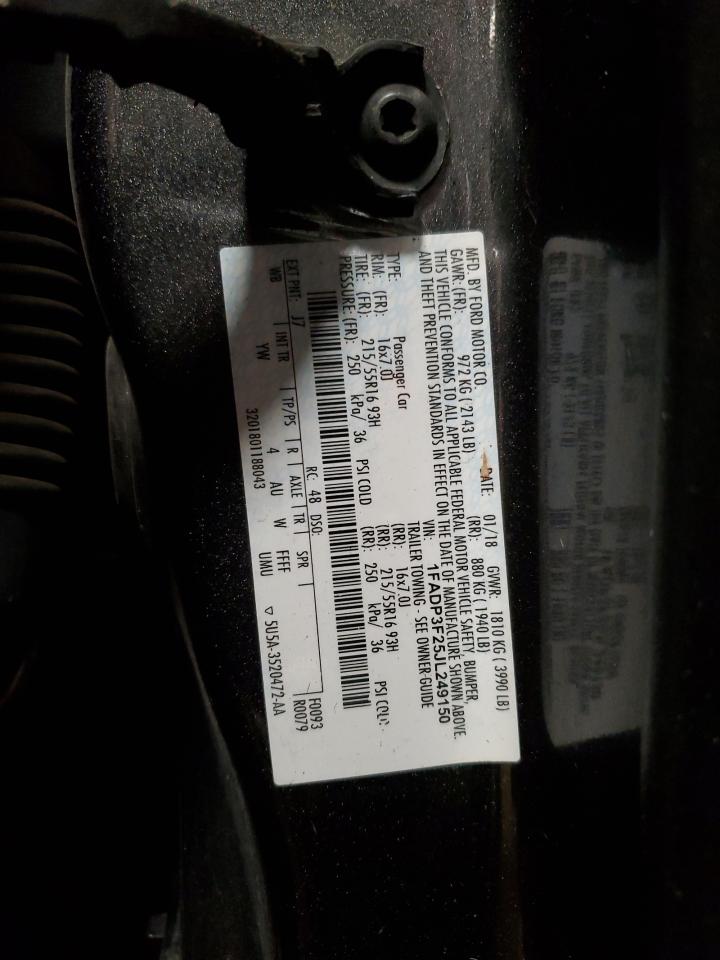 MFD. BY FORD MOTOR CO.
DATE: 01/18 GVWR: 1810 KG ( 3990 LB)
GAWR: (FR): 972 KG ( 2143 LB) (RR): 880 KG ( 1940 LB)
THIS VEHICLE CONFORMS TO ALL APPLICABLE FEDERAL MOTOR VEHICLE SAFETY, BUMPER,
AND THEFT PREVENTION STANDARDS IN EFFECT ON THE DATE OF MANUFACTURE SHOWN ABOVE.
VIN: 1FADP3F25JL249150
TYPE: Passenger Car TRAILER TOWING - SEE OWNER-GUIDE
RIM: (FR): 16x7.0J (RR): 16x7.0J
TIRE: (FR): 215/55R16 93H (RR): 215/55R16 93H
PRESSURE: (FR): 250 kPa/ 36 PSI COLD (RR): 250 kPa/ 36 PSI COLD
RC: 48 DSO: F0093
EXT PNT: J7 INT TR TP/PS R AXLE TR SPR R0079
WB YW 4 AU W FFFF UMU ▽ 5U5A-3520472-AA
3201801188043